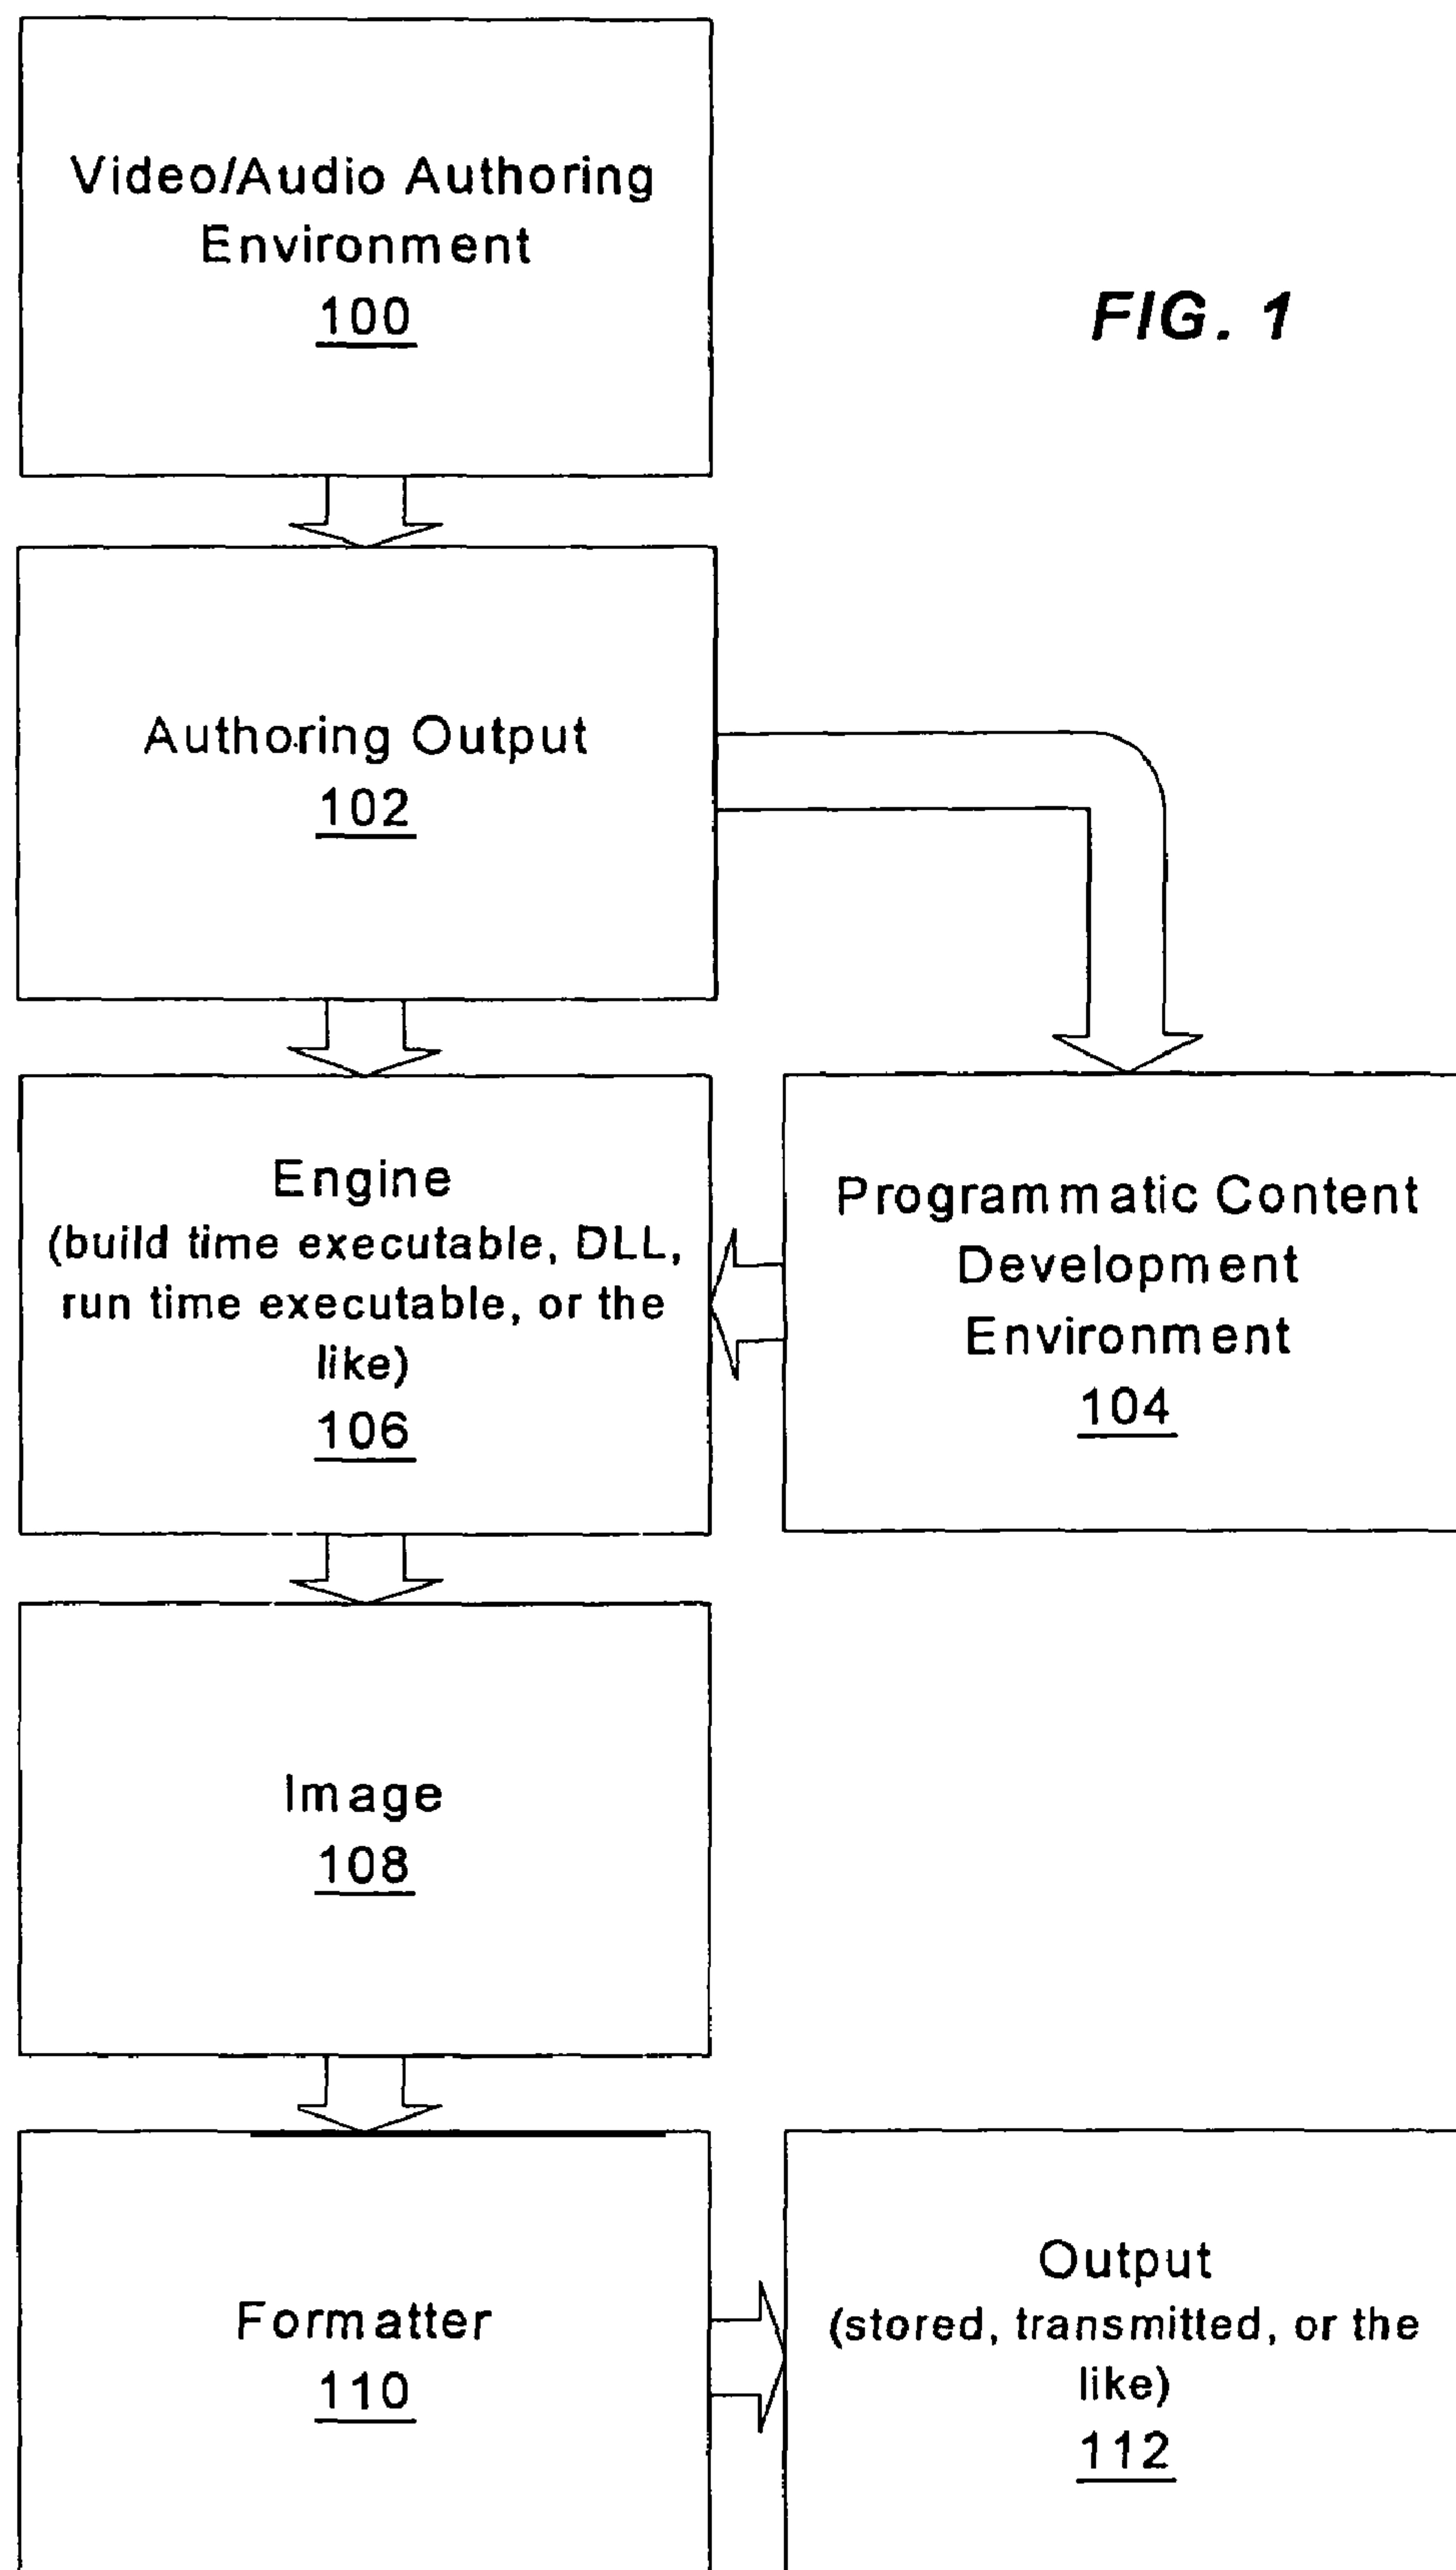 Video/Audio Authoring
Environment
100
FIG. 1
Authoring Output
102
Engine
(build time executable, DLL,
run time executable, or the
like)
106
Programmatic Content
Development
Environment
104
Image
108
Formatter
110
Output
(stored, transmitted, or the
like)
112